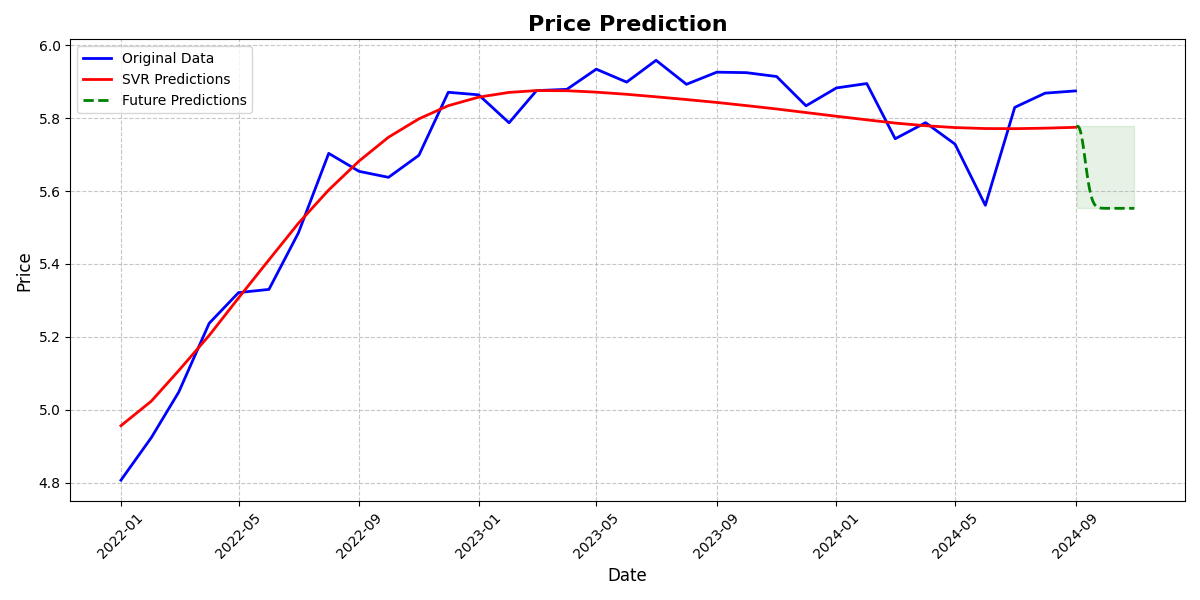 Price Prediction
Original Data
SVR Predictions
Future Predictions
Price
6.0
5.8
5.6
5.4
5.2
5.0
4.8
2022-01
2022-05
2022-09
2023-01
2023-05
2023-09
2024-01
2024-05
2024-09
Date